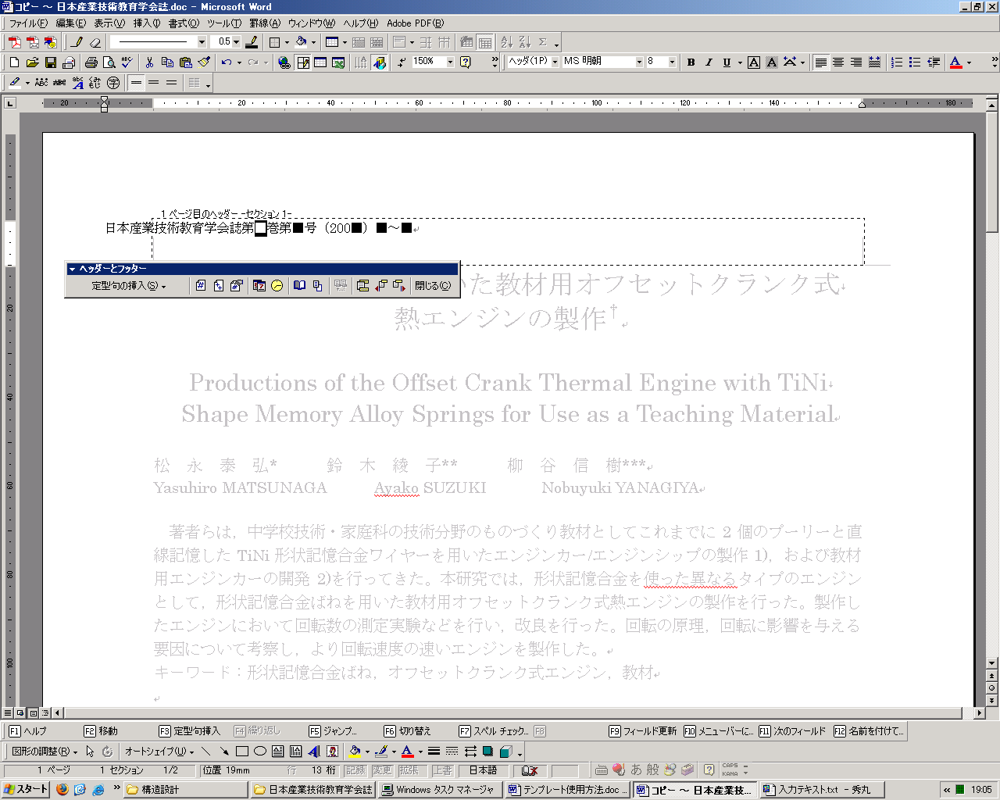 コピー ～ 日本産業技術教育学会誌.doc - Microsoft Word
ファイル(F) 編集(E) 表示(V) 挿入(I) 書式(O) ツール(T) 罫線(A) ウィンドウ(W) ヘルプ(H) Adobe PDF(B)
0.5
150% ヘッダ(1P) MS 明朝 8 B I U A A A
20 20 40 60 80 100 120 140 180
1 ページ目のヘッダー -セクション 1-
日本産業技術教育学会誌第□巻第■号（200■）■～■
ヘッダーとフッター
定型句の挿入(S) 閉じる(C)
いた教材用オフセットクランク式
熱エンジンの製作†
Productions of the Offset Crank Thermal Engine with TiNi
Shape Memory Alloy Springs for Use as a Teaching Material
松 永 泰 弘* 鈴 木 綾 子** 柳 谷 信 樹***
Yasuhiro MATSUNAGA Ayako SUZUKI Nobuyuki YANAGIYA
著者らは，中学校技術・家庭科の技術分野のものづくり教材としてこれまでに 2 個のプーリーと直
線記憶した TiNi 形状記憶合金ワイヤーを用いたエンジンカー/エンジンシップの製作 1)，および教材
用エンジンカーの開発 2)を行ってきた。本研究では，形状記憶合金を使った異なるタイプのエンジン
として，形状記憶合金ばねを用いた教材用オフセットクランク式熱エンジンの製作を行った。製作し
たエンジンにおいて回転数の測定実験などを行い，改良を行った。回転の原理，回転に影響を与える
要因について考察し，より回転速度の速いエンジンを製作した。
キーワード：形状記憶合金ばね，オフセットクランク式エンジン，教材
20
40
60
80
100
F1 ヘルプ F2 移動 F3 定型句挿入 F4 繰り返し F5 ジャンプ... F6 切り替え F7 スペル チェック... F8 F9 フィールド更新 F10 メニューバーに... F11 次のフィールド F12 名前を付けて...
図形の調整(R) オートシェイプ(U)
1 ページ 1 セクション 1/2 位置 19mm 行 13 桁 記録 変更 拡張 上書 日本語 あ 般 CAPS KANA
スタート 構造設計 日本産業技術教育学会誌 Windows タスク マネージャ テンプレート使用方法.doc ... コピー ～ 日本産業技... 入力テキスト.txt - 秀丸 19:05